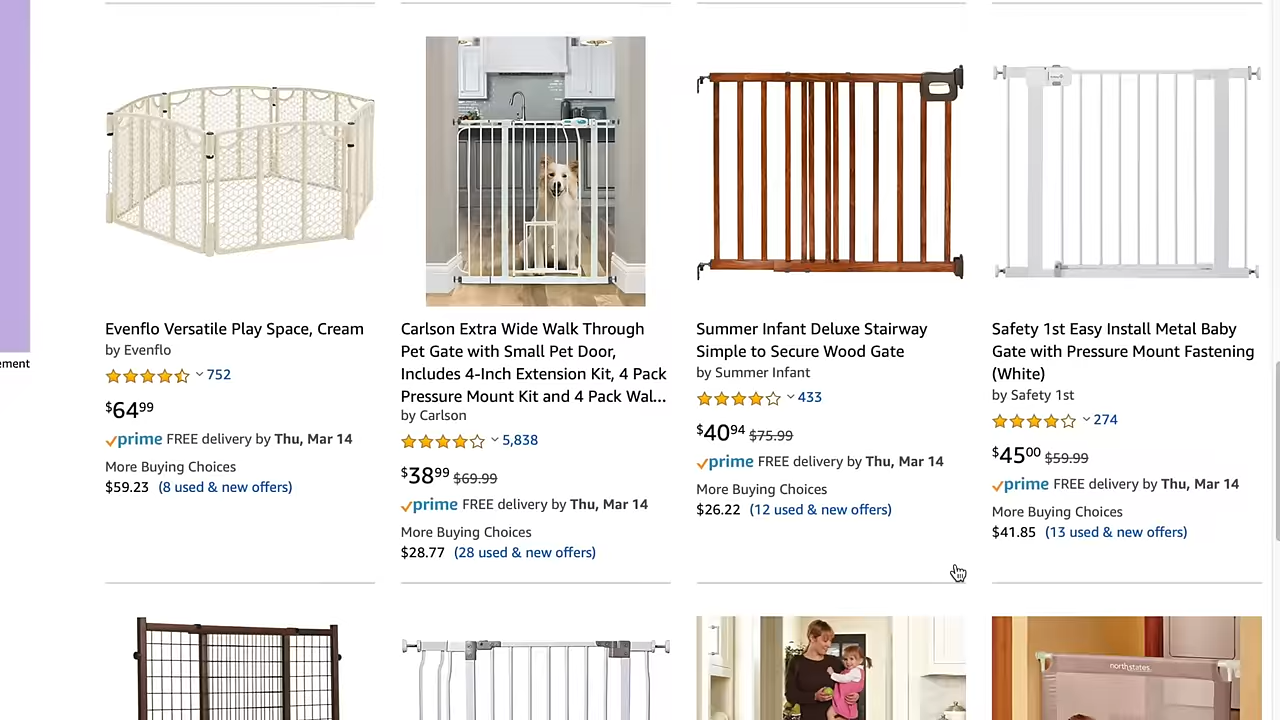 ement
Evenflo Versatile Play Space, Cream
by Evenflo
752
$64 99
prime FREE delivery by Thu, Mar 14
More Buying Choices
$59.23 (8 used & new offers)
Carlson Extra Wide Walk Through
Pet Gate with Small Pet Door,
Includes 4-Inch Extension Kit, 4 Pack
Pressure Mount Kit and 4 Pack Wal...
by Carlson
5,838
$38 99 $69.99
prime FREE delivery by Thu, Mar 14
More Buying Choices
$28.77 (28 used & new offers)
Summer Infant Deluxe Stairway
Simple to Secure Wood Gate
by Summer Infant
433
$40 94 $75.99
prime FREE delivery by Thu, Mar 14
More Buying Choices
$26.22 (12 used & new offers)
Safety 1st Easy Install Metal Baby
Gate with Pressure Mount Fastening
(White)
by Safety 1st
274
$45 00 $59.99
prime FREE delivery by Thu, Mar 14
More Buying Choices
$41.85 (13 used & new offers)
northstates